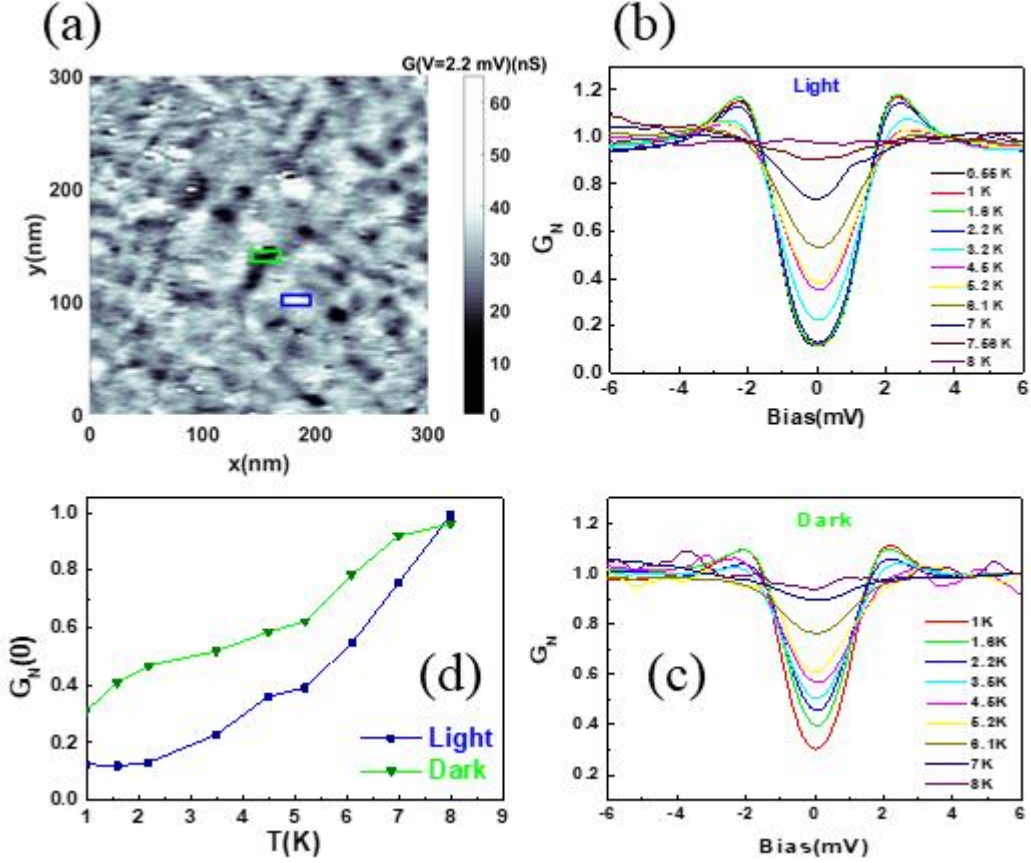 (a)
G(V=2.2 mV)(nS)
300
200
100
0
0
100
200
300
y(nm)
x(nm)
60
50
40
30
20
10
0
(b)
Light
1.2
1.0
0.8
0.6
0.4
0.2
0.0
G_N
-6
-4
-2
0
2
4
6
Bias(mV)
0.55 K
1 K
1.6 K
2.2 K
3.2 K
4.5 K
5.2 K
6.1 K
7 K
7.56 K
8 K
(d)
1.0
0.8
0.6
0.4
0.2
0.0
G_N(0)
1
2
3
4
5
6
7
8
9
T(K)
Light
Dark
(c)
Dark
1.2
1.0
0.8
0.6
0.4
0.2
G_N
-6
-4
-2
0
2
4
6
Bias(mV)
1K
1.6K
2.2K
3.5K
4.5K
5.2K
6.1K
7K
8K